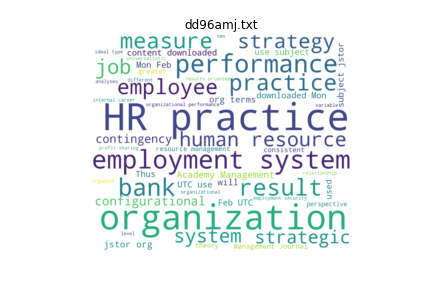 dd96amj.txt
two
measure strategy
ideal type content downloaded use subject
universalistic
job Mon Feb performance
greater
analyses different results oriented practice
subject jstor
employee downloaded Mon
internal career org terms variable
organizational performance
HR practice
contingency human resource
profit sharing resource management consistent
employment system
Thus Academy Management relationship
argument bank UTC use will result used
organizational employment security
configurational Feb UTC perspective
organization
level system strategic
jstor org theory Management Journal